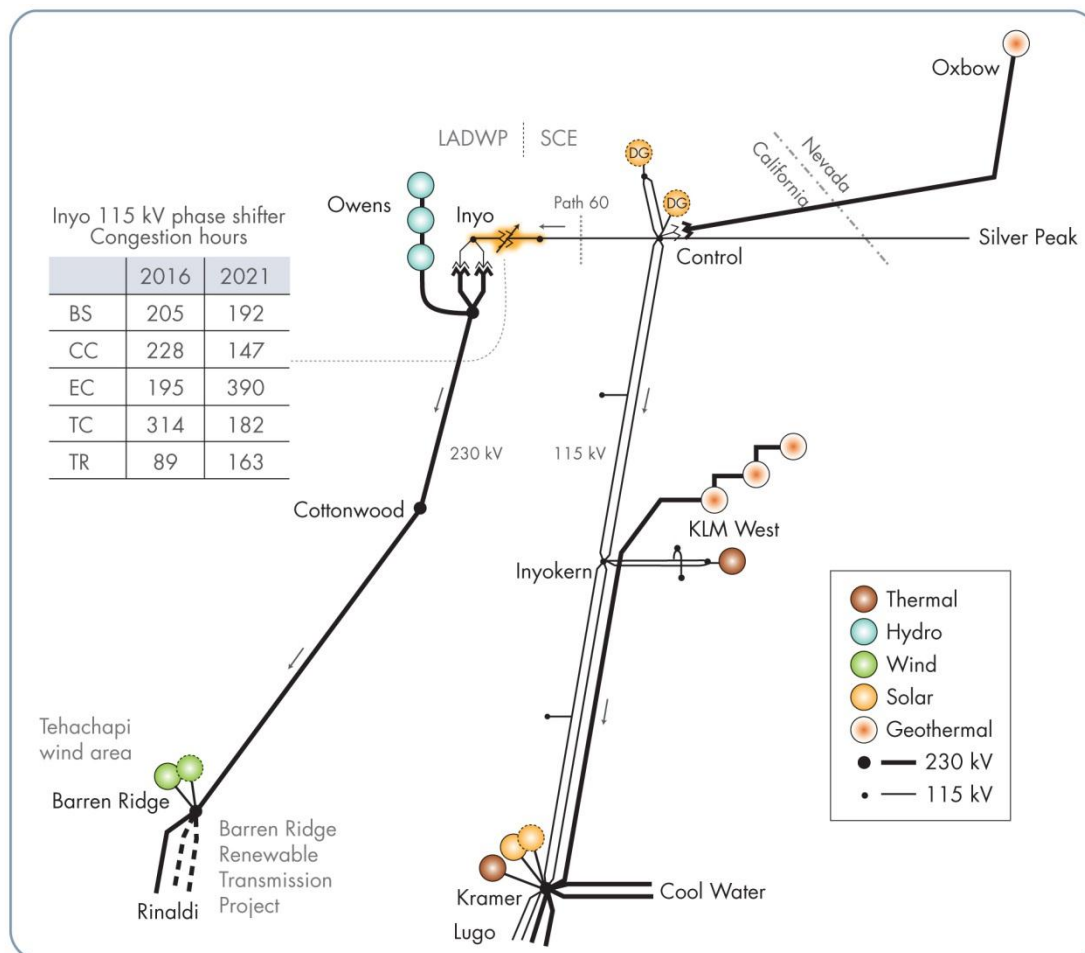 Oxbow
LADWP
SCE
DG
DG
Nevada
California
Owens
Inyo
Path 60
Control
Silver Peak
Inyo 115 kV phase shifter
Congestion hours
2016 2021
BS 205 192
CC 228 147
EC 195 390
TC 314 182
TR 89 163
230 kV
115 kV
Cottonwood
KLM West
Inyokern
Thermal
Hydro
Wind
Solar
Geothermal
230 kV
115 kV
Tehachapi
wind area
Barren Ridge
Barren Ridge
Renewable
Transmission
Project
Rinaldi
Kramer
Cool Water
Lugo